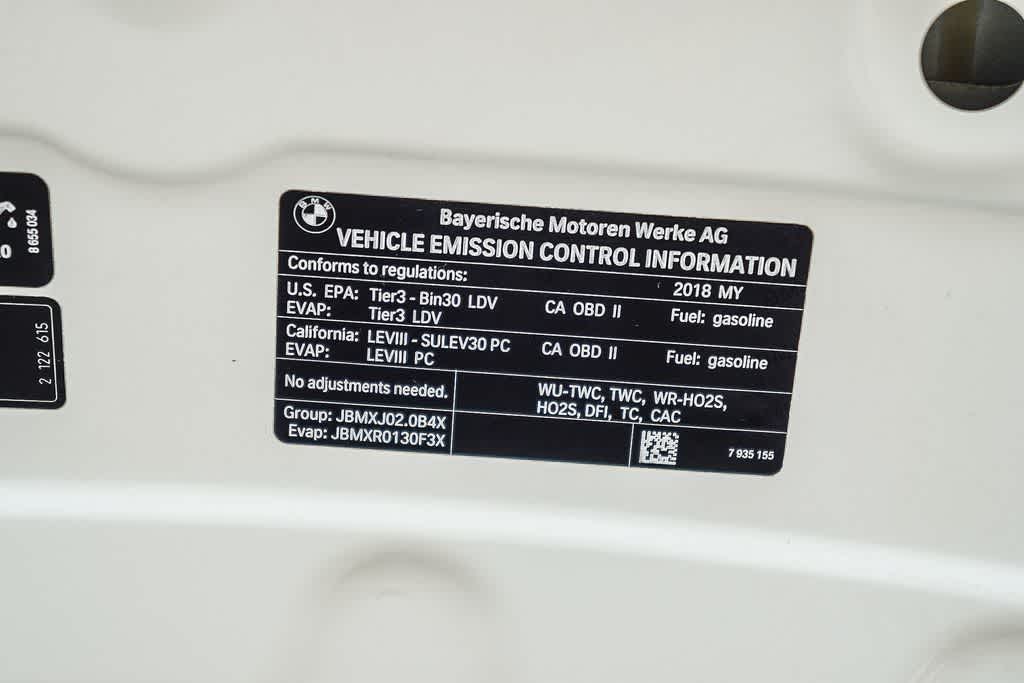 BMW
Bayerische Motoren Werke AG
VEHICLE EMISSION CONTROL INFORMATION
Conforms to regulations: 2018 MY
U.S. EPA: Tier3 - Bin30 LDV CA OBD II Fuel: gasoline
EVAP: Tier3 LDV
California: LEVIII - SULEV30 PC CA OBD II Fuel: gasoline
EVAP: LEVIII PC
No adjustments needed. WU-TWC, TWC, WR-HO2S,
HO2S, DFI, TC, CAC
Group: JBMXJ02.0B4X
Evap: JBMXR0130F3X
7 935 155
8 655 034
2 122 615